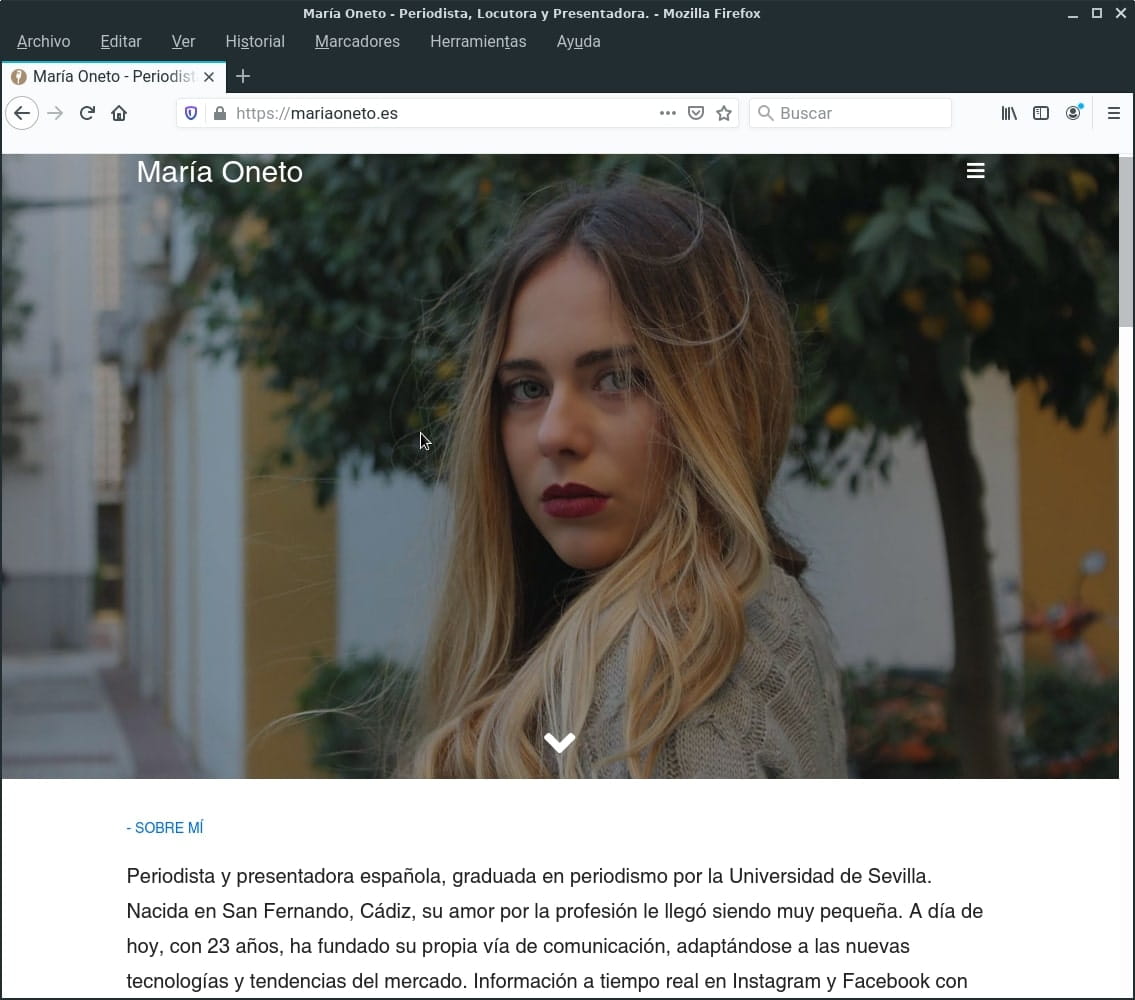 María Oneto - Periodista, Locutora y Presentadora. - Mozilla Firefox
Archivo Editar Ver Historial Marcadores Herramientas Ayuda
María Oneto - Periodist
https://mariaoneto.es Buscar
María Oneto
- SOBRE MÍ
Periodista y presentadora española, graduada en periodismo por la Universidad de Sevilla.
Nacida en San Fernando, Cádiz, su amor por la profesión le llegó siendo muy pequeña. A día de
hoy, con 23 años, ha fundado su propia vía de comunicación, adaptándose a las nuevas
tecnologías y tendencias del mercado. Información a tiempo real en Instagram y Facebook con